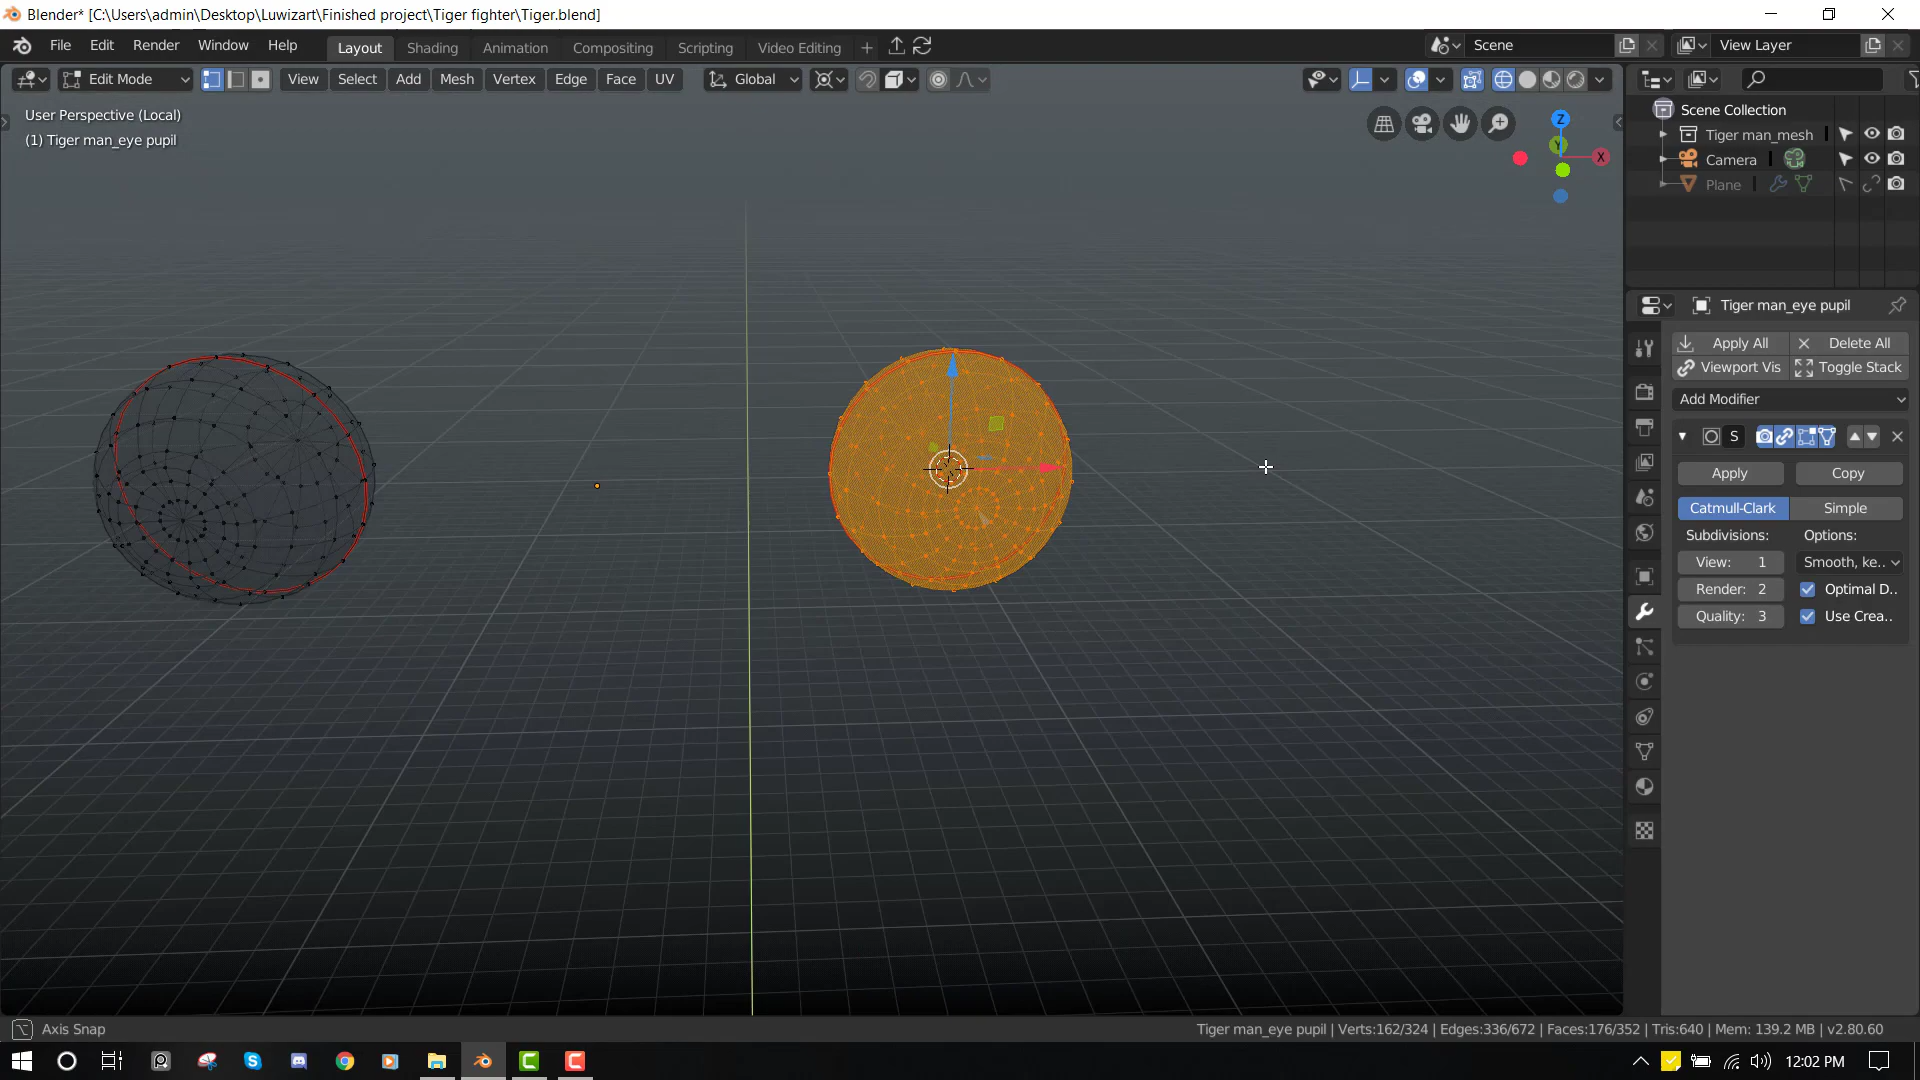 Blender* [C:\Users\admin\Desktop\Luwizart\Finished project\Tiger fighter\Tiger.blend]
File Edit Render Window Help Layout Shading Animation Compositing Scripting Video Editing + Scene View Layer
Edit Mode View Select Add Mesh Vertex Edge Face UV Global
User Perspective (Local)
(1) Tiger man_eye pupil
Z
Y
X
Scene Collection
Tiger man_mesh
Camera
Plane
Tiger man_eye pupil
Apply All Delete All
Viewport Vis Toggle Stack
Add Modifier
S
Apply Copy
Catmull-Clark Simple
Subdivisions: Options:
View: 1 Smooth, ke..
Render: 2 Optimal D..
Quality: 3 Use Crea..
Axis Snap
Tiger man_eye pupil | Verts:162/324 | Edges:336/672 | Faces:176/352 | Tris:640 | Mem: 139.2 MB | v2.80.60
12:02 PM